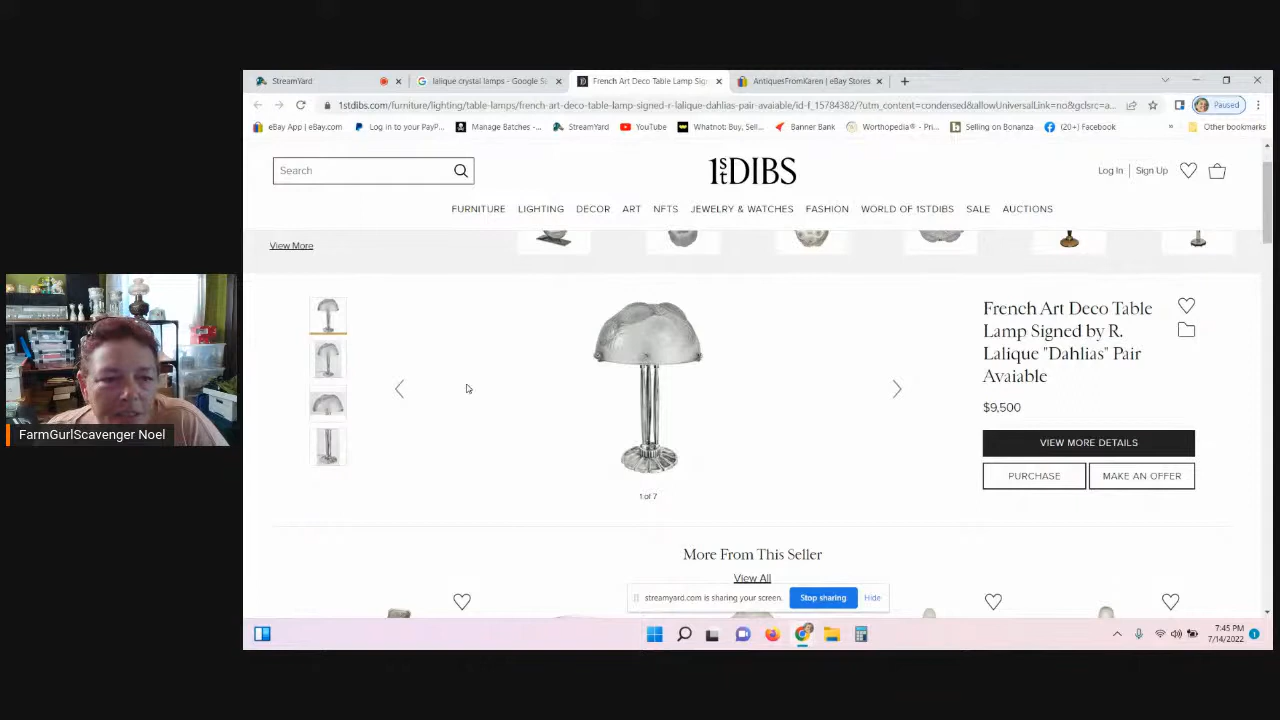 StreamYard
lalique crystal lamps - Google S
French Art Deco Table Lamp Sig
AntiquesFromKaren | eBay Stores
1stdibs.com/furniture/lighting/table-lamps/french-art-deco-table-lamp-signed-r-lalique-dahlias-pair-avaiable/id-f_15784382/?utm_content=condensed&allowUniversalLink=no&gclsrc=a...
Paused
eBay App | eBay.com
Log in to your PayP...
Manage Batches -...
StreamYard
YouTube
Whatnot: Buy, Sell,...
Banner Bank
Worthopedia® - Pri...
Selling on Bonanza
(20+) Facebook
»
Other bookmarks
Search
1stDIBS
Log In | Sign Up
FURNITURE LIGHTING DECOR ART NFTS JEWELRY & WATCHES FASHION WORLD OF 1STDIBS SALE AUCTIONS
View More
French Art Deco Table
Lamp Signed by R.
Lalique "Dahlias" Pair
Avaiable
$9,500
VIEW MORE DETAILS
PURCHASE
MAKE AN OFFER
1 of 7
FarmGurlScavenger Noel
More From This Seller
View All
streamyard.com is sharing your screen.
Stop sharing
Hide
7:45 PM
7/14/2022
1